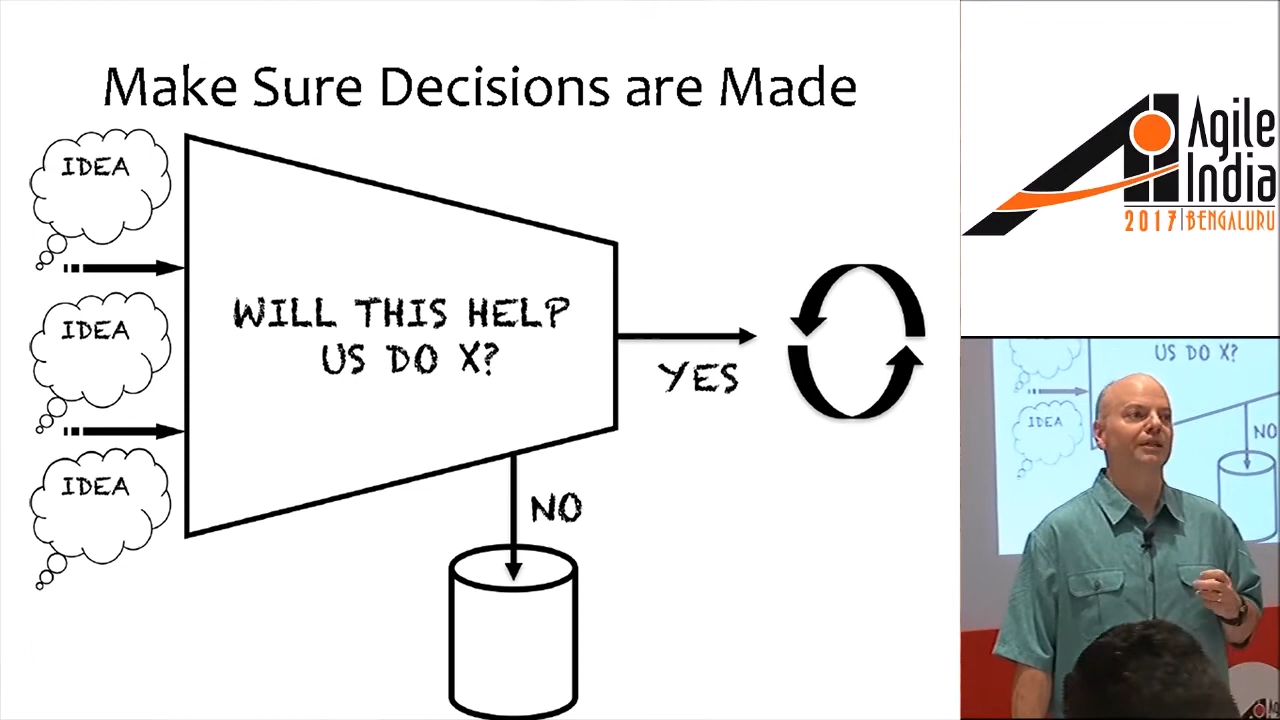 Make Sure Decisions are Made
IDEA
IDEA
IDEA
WILL THIS HELP
US DO X?
YES
NO
Agile
India
2017 | BENGALURU
US DO X?
IDEA
NO